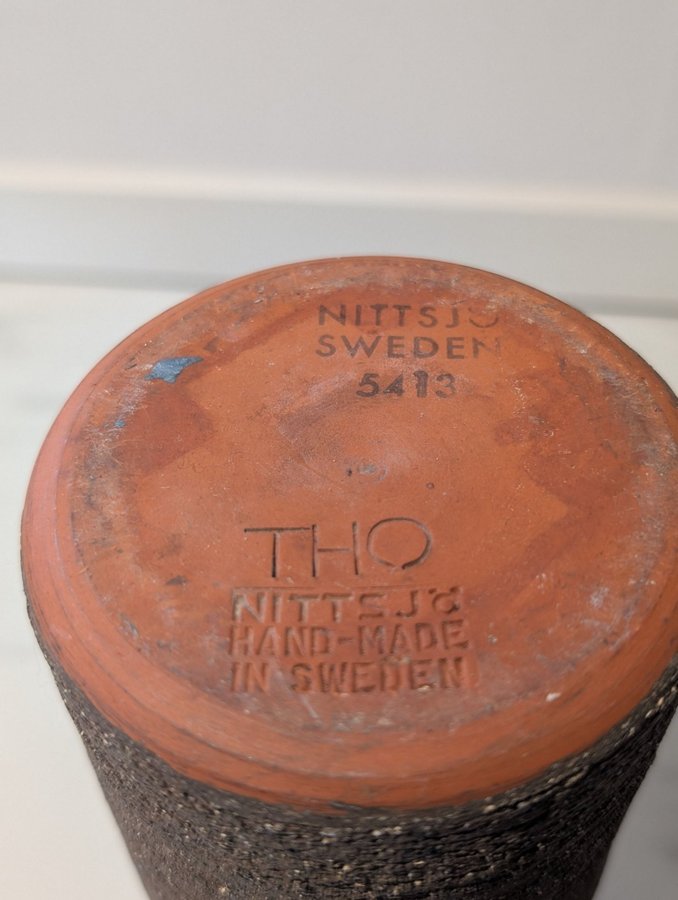 NITTSJÖ
SWEDEN
5413
THO
NITTSJÖ
HAND-MADE
IN SWEDEN